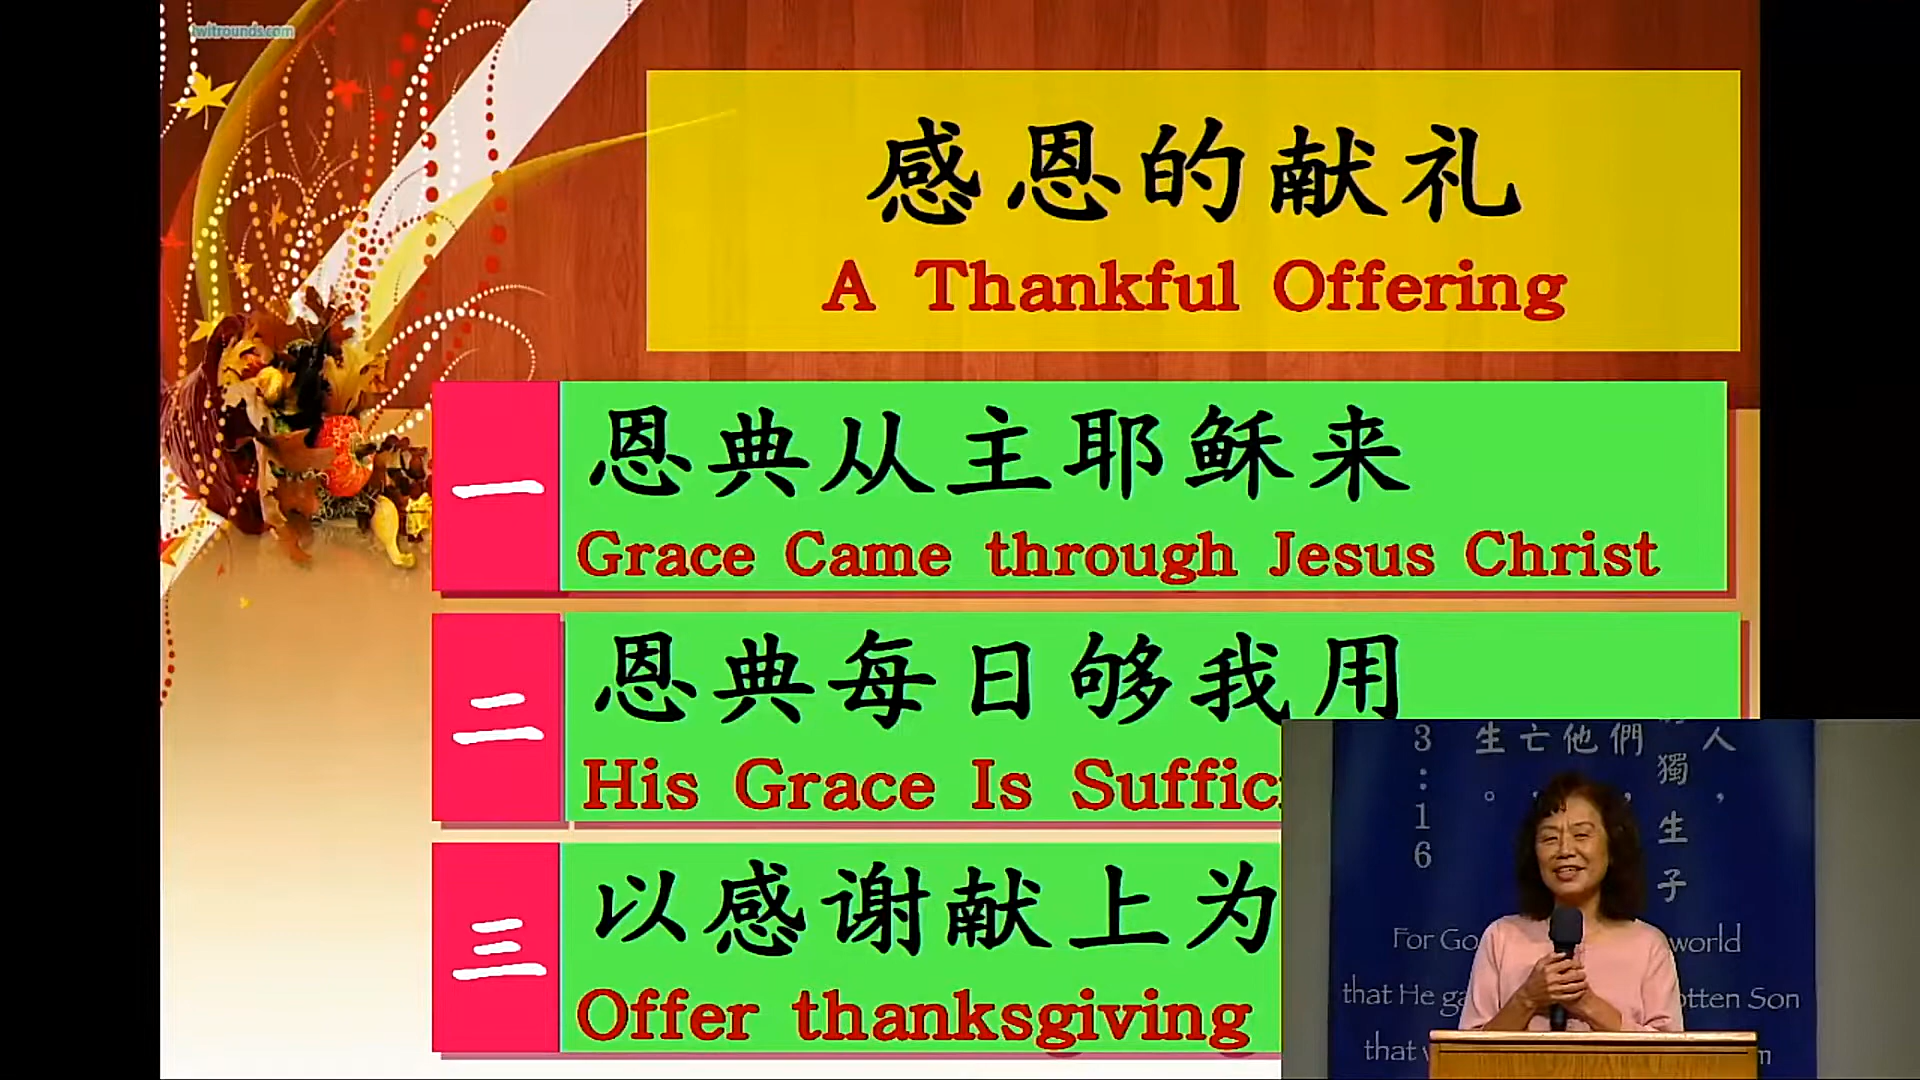 twitrounds.com
感恩的献礼
A Thankful Offering
一
恩典从主耶稣来
Grace Came through Jesus Christ
二
恩典每日够我用
His Grace Is Suffic
三
以感谢献上为
Offer thanksgiving
3:16
生亡他們
人,
獨生子
For Go world
that He ga otten Son
that